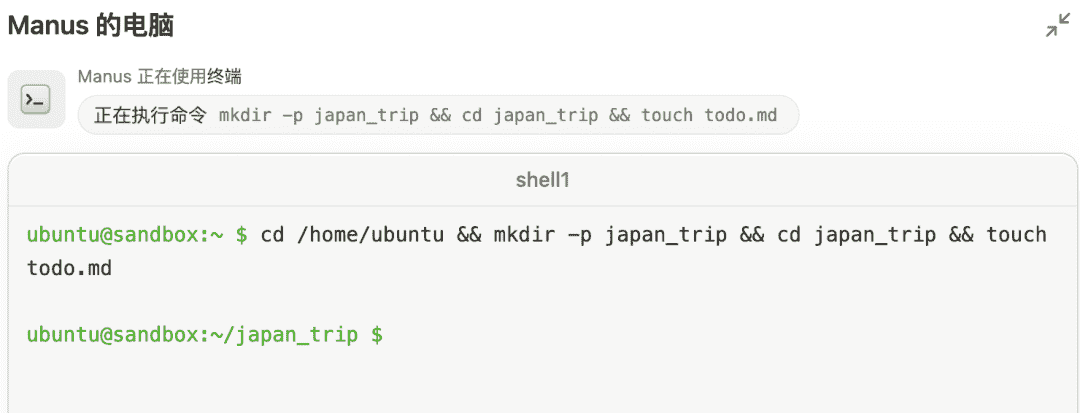 Manus 的电脑
Manus 正在使用终端
正在执行命令 mkdir -p japan_trip && cd japan_trip && touch todo.md
shell1
ubuntu@sandbox:~ $ cd /home/ubuntu && mkdir -p japan_trip && cd japan_trip && touch
todo.md
ubuntu@sandbox:~/japan_trip $